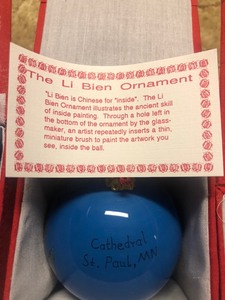 The Li Bien Ornament
"Li Bien is Chinese for "inside". The Li
Bien Ornament illustrates the ancient skill
of inside painting. Through a hole left in
the bottom of the ornament by the glass-
maker, an artist repeatedly inserts a thin,
miniature brush to paint the artwork you
see, inside the ball.
Cathedral
St. Paul, MN